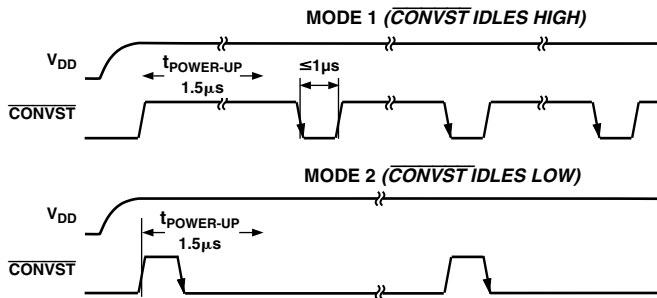 MODE 1 (CONVST IDLES HIGH)
VDD
tPOWER-UP
1.5µs
≤1µs
CONVST
MODE 2 (CONVST IDLES LOW)
VDD
tPOWER-UP
1.5µs
CONVST